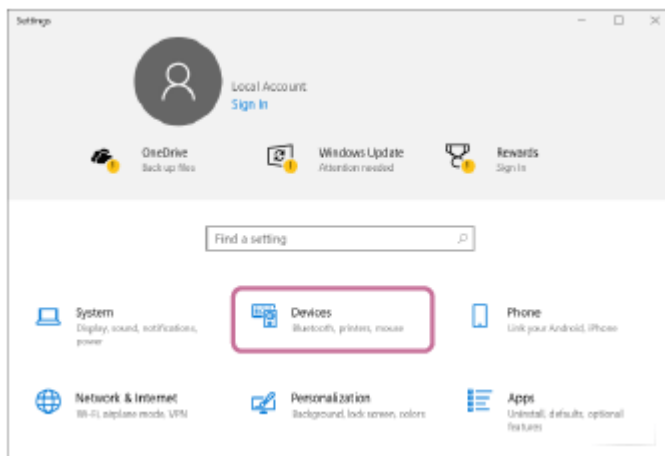 Settings
Local Account
Sign In
OneDrive
Back up files
Windows Update
Attention needed
Rewards
Sign In
Find a setting
System
Display, sound, notifications,
power
Devices
Bluetooth, printers, mouse
Phone
Link your Android, iPhone
Network & Internet
Wi-Fi, airplane mode, VPN
Personalization
Background, lock screen, colors
Apps
Uninstall, defaults, optional
features